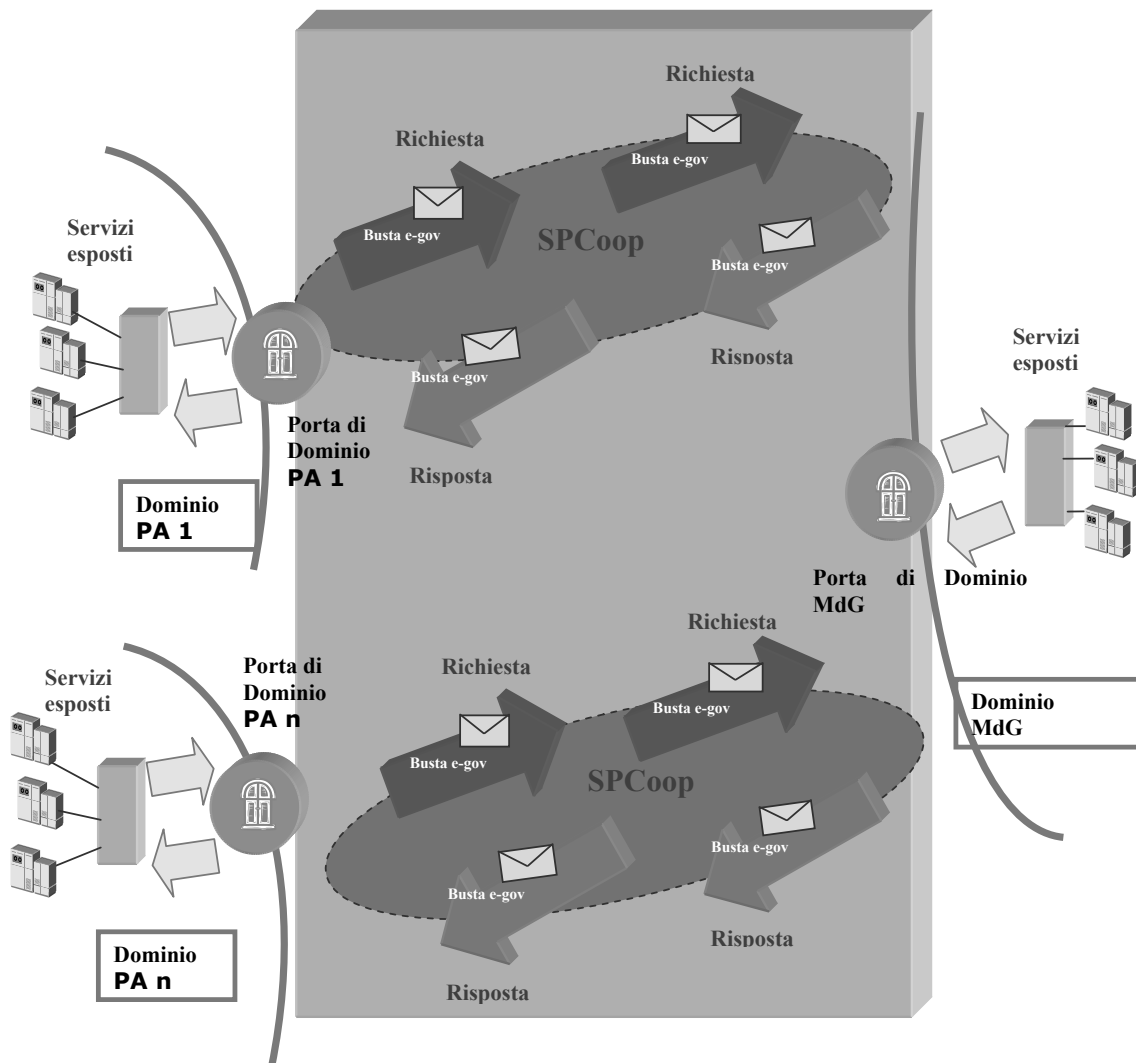 Richiesta
Richiesta
Busta e-gov
Busta e-gov
SPCoop
Busta e-gov
Busta e-gov
Risposta
Risposta
Servizi
esposti
Porta di
Dominio
PA 1
Dominio
PA 1
Servizi
esposti
Porta di Dominio
MdG
Dominio
MdG
Richiesta
Richiesta
Busta e-gov
Busta e-gov
SPCoop
Busta e-gov
Busta e-gov
Risposta
Risposta
Servizi
esposti
Porta di
Dominio
PA n
Dominio
PA n